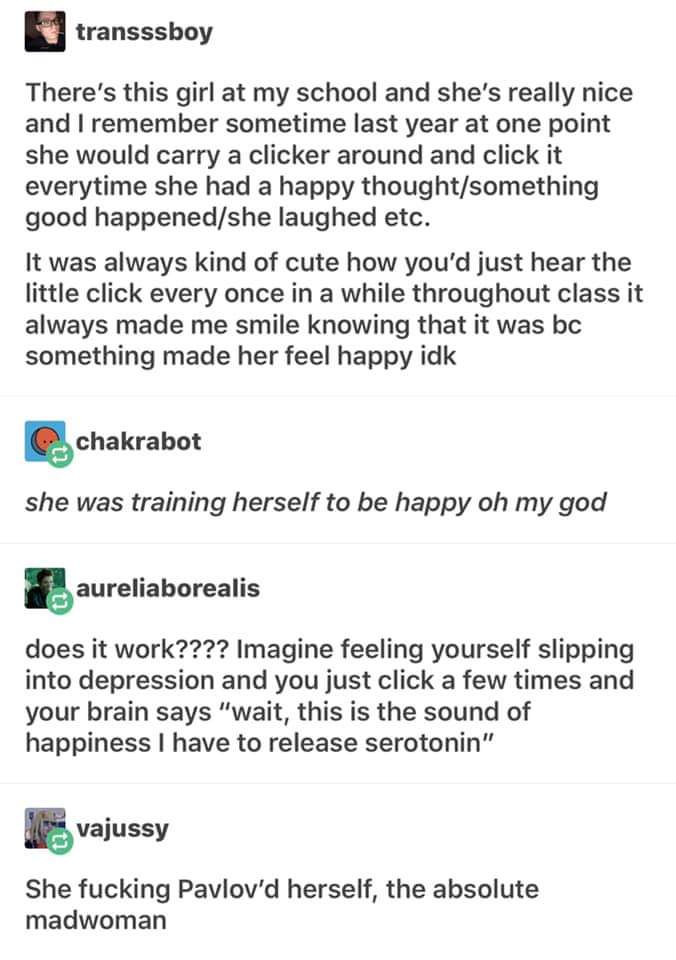 transssboy
There's this girl at my school and she's really nice
and I remember sometime last year at one point
she would carry a clicker around and click it
everytime she had a happy thought/something
good happened/she laughed etc.
It was always kind of cute how you'd just hear the
little click every once in a while throughout class it
always made me smile knowing that it was bc
something made her feel happy idk
chakrabot
she was training herself to be happy oh my god
aureliaborealis
does it work???? Imagine feeling yourself slipping
into depression and you just click a few times and
your brain says "wait, this is the sound of
happiness I have to release serotonin"
vajussy
She fucking Pavlov'd herself, the absolute
madwoman